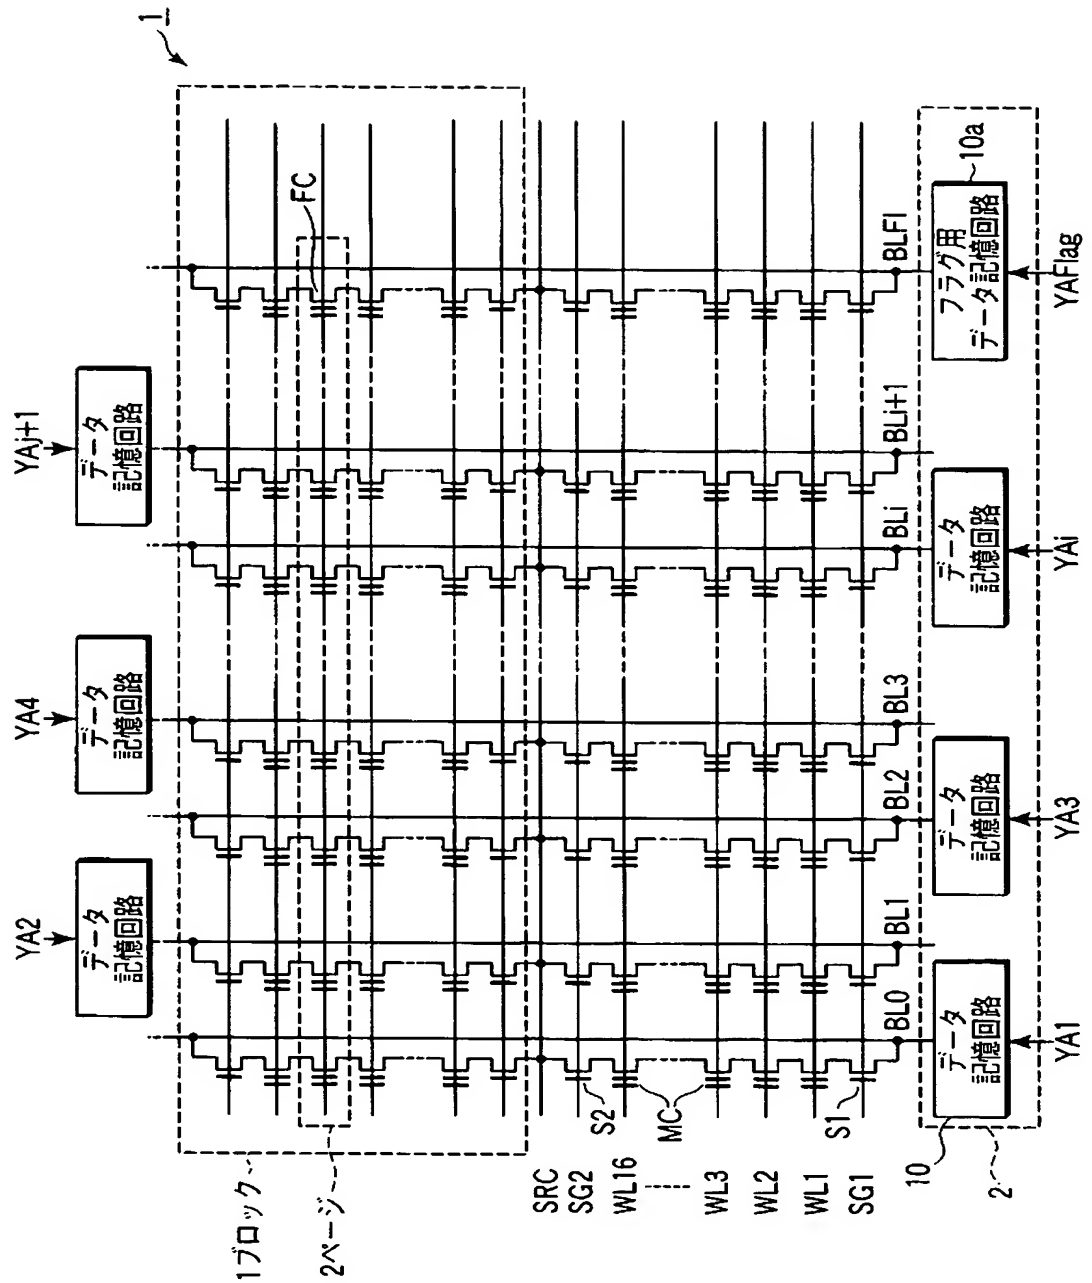 1
YAj+1
データ
記憶回路
YA4
データ
記憶回路
YA2
データ
記憶回路
FC
1ブロック
2ページ
SRC
SG2
WL16
WL3
WL2
WL1
SG1
S2
MC
S1
BL0
BL1
BL2
BL3
BLi
BLi+1
BLFl
10
データ
記憶回路
データ
記憶回路
データ
記憶回路
フラグ用
データ記憶回路
10a
2
YA1
YA3
YAi
YAFlag